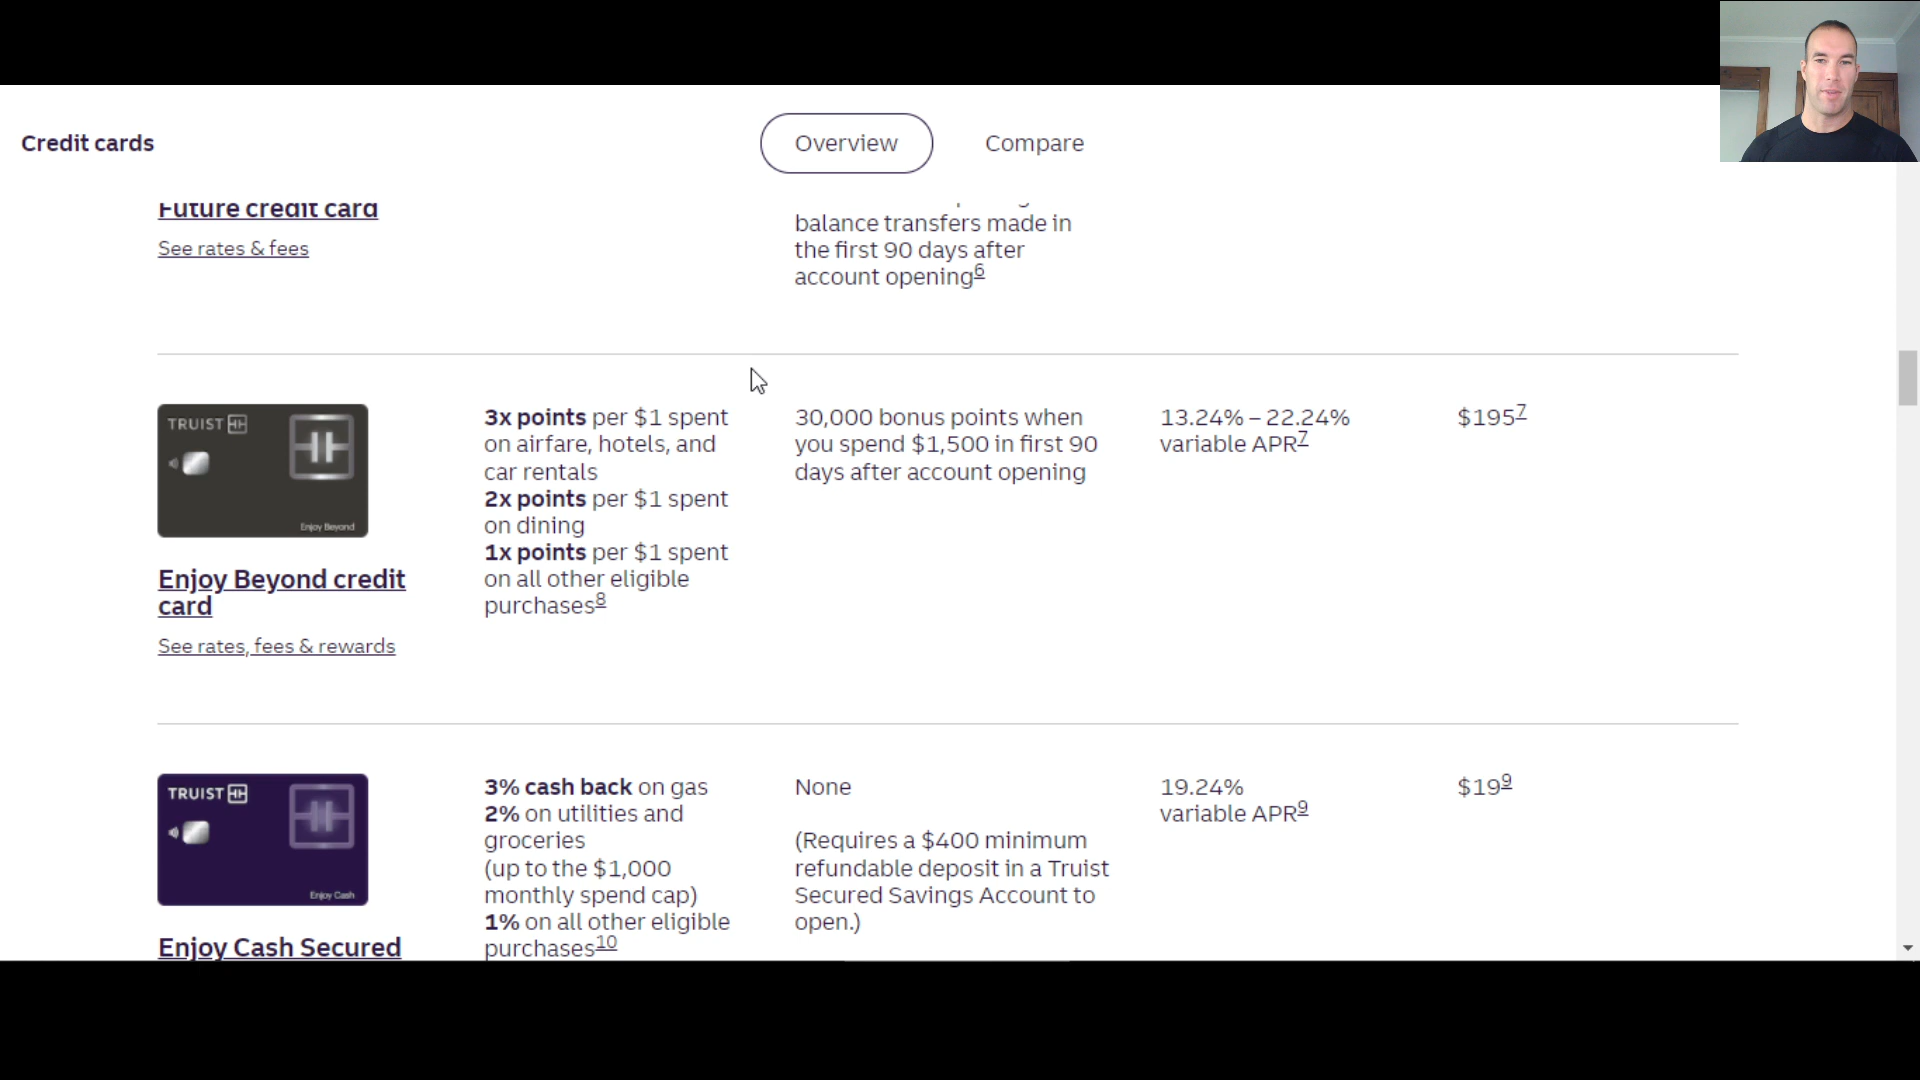 Credit cards
Overview
Compare
Future credit card
See rates & fees
balance transfers made in
the first 90 days after
account opening6
TRUIST
Enjoy Beyond
Enjoy Beyond credit
card
See rates, fees & rewards
3x points per $1 spent
on airfare, hotels, and
car rentals
2x points per $1 spent
on dining
1x points per $1 spent
on all other eligible
purchases8
30,000 bonus points when
you spend $1,500 in first 90
days after account opening
13.24% – 22.24%
variable APR7
$1957
TRUIST
Enjoy Cash
Enjoy Cash Secured
3% cash back on gas
2% on utilities and
groceries
(up to the $1,000
monthly spend cap)
1% on all other eligible
purchases10
None
(Requires a $400 minimum
refundable deposit in a Truist
Secured Savings Account to
open.)
19.24%
variable APR9
$199